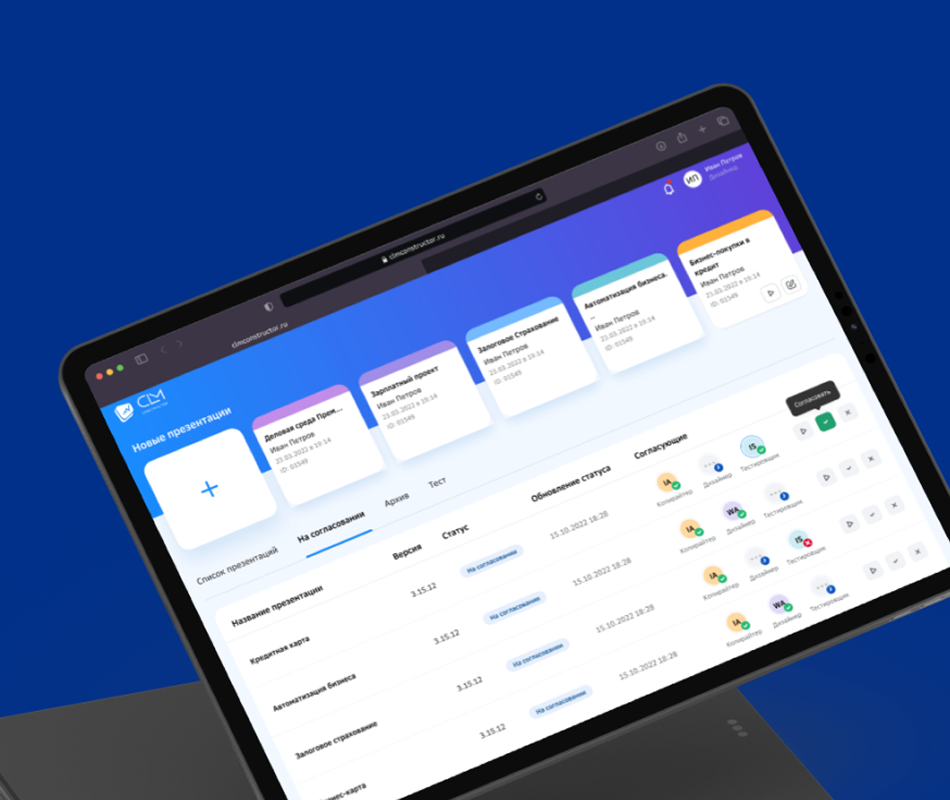 clmconstructor.ru
clmconstructor.ru
ИП
Иван Петров
Дизайнер
CLM
Новые презентации
+
Деловая среда Прем...
Иван Петров
23.03.2022 в 19:14
ID: 01549
Зарплатный проект
Иван Петров
23.03.2022 в 19:14
ID: 01549
Залоговое Страхование
Иван Петров
23.03.2022 в 19:14
ID: 01549
Автоматизация бизнеса.
..
Иван Петров
23.03.2022 в 19:14
ID: 01549
Бизнес-покупки в
кредит
Иван Петров
23.03.2022 в 19:14
ID: 01549
Список презентаций
На согласовании
Архив
Тест
Название презентации
Версия
Статус
Обновление статуса
Согласующие
Согласовать
Кредитная карта
3.15.12
На согласовании
15.10.2022 18:28
IA
Копирайтер
Дизайнер
IS
Тестировщик
Автоматизация бизнеса
3.15.12
На согласовании
15.10.2022 18:28
IA
Копирайтер
WA
Дизайнер
Тестировщик
Залоговое страхование
3.15.12
На согласовании
15.10.2022 18:28
IA
Копирайтер
Дизайнер
IS
Тестировщик
знес-карта
3.15.12
На согласовании
15.10.2022 18:28
IA
Копирайтер
WA
Дизайнер
Тестировщик